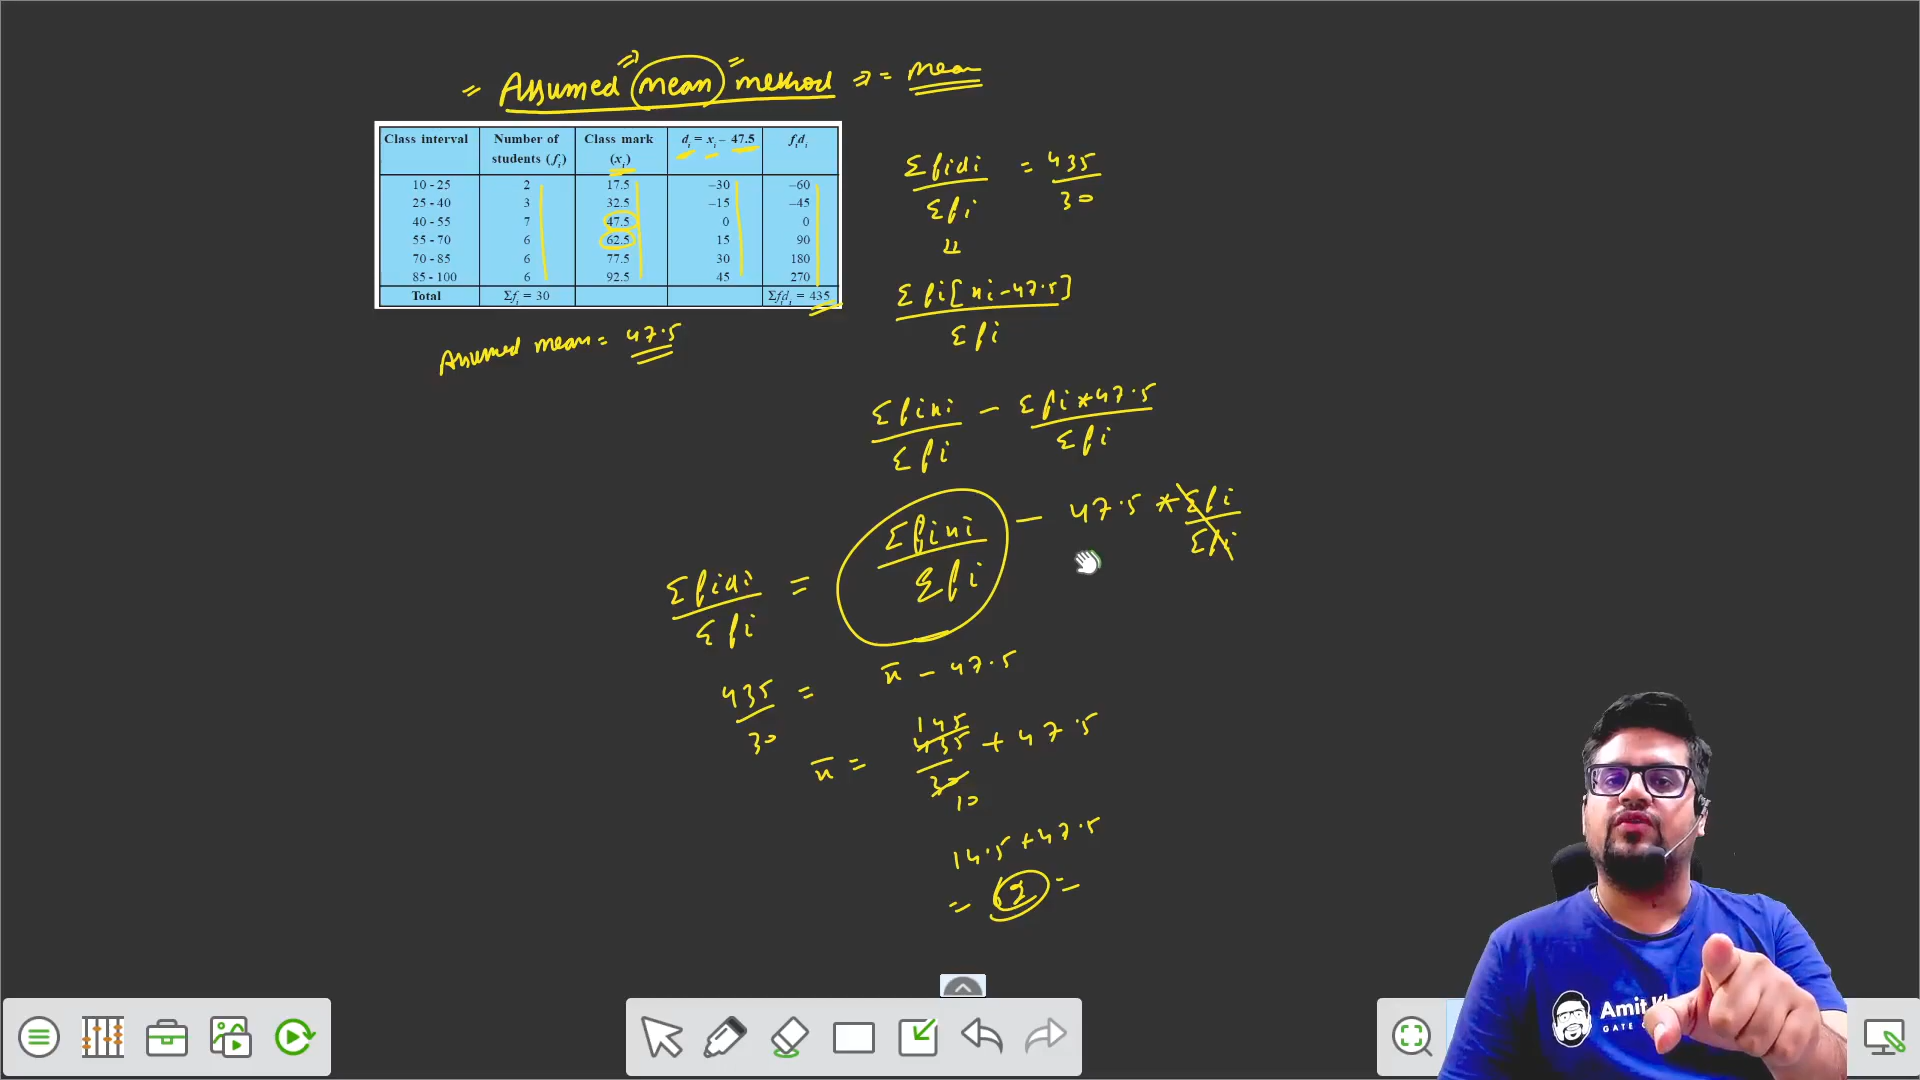 = Assumed mean method => = mean
Class interval Number of students (fi) Class mark (xi) di = xi – 47.5 fidi
10 - 25 2 17.5 –30 –60
25 - 40 3 32.5 –15 –45
40 - 55 7 47.5 0 0
55 - 70 6 62.5 15 90
70 - 85 6 77.5 30 180
85 - 100 6 92.5 45 270
Total Σfi = 30 Σfidi = 435
Assumed mean = 47.5
Σfidi / Σfi = 435 / 30
Σfi[xi-47.5] / Σfi
Σfixi / Σfi - Σfi*47.5 / Σfi
Σfidi / Σfi = Σfixi / Σfi - 47.5 * Σfi / Σfi
435 / 30 = x̄ - 47.5
x̄ = 145 435 / 30 10 + 47.5
14.5+47.5
= 62 =
GATE